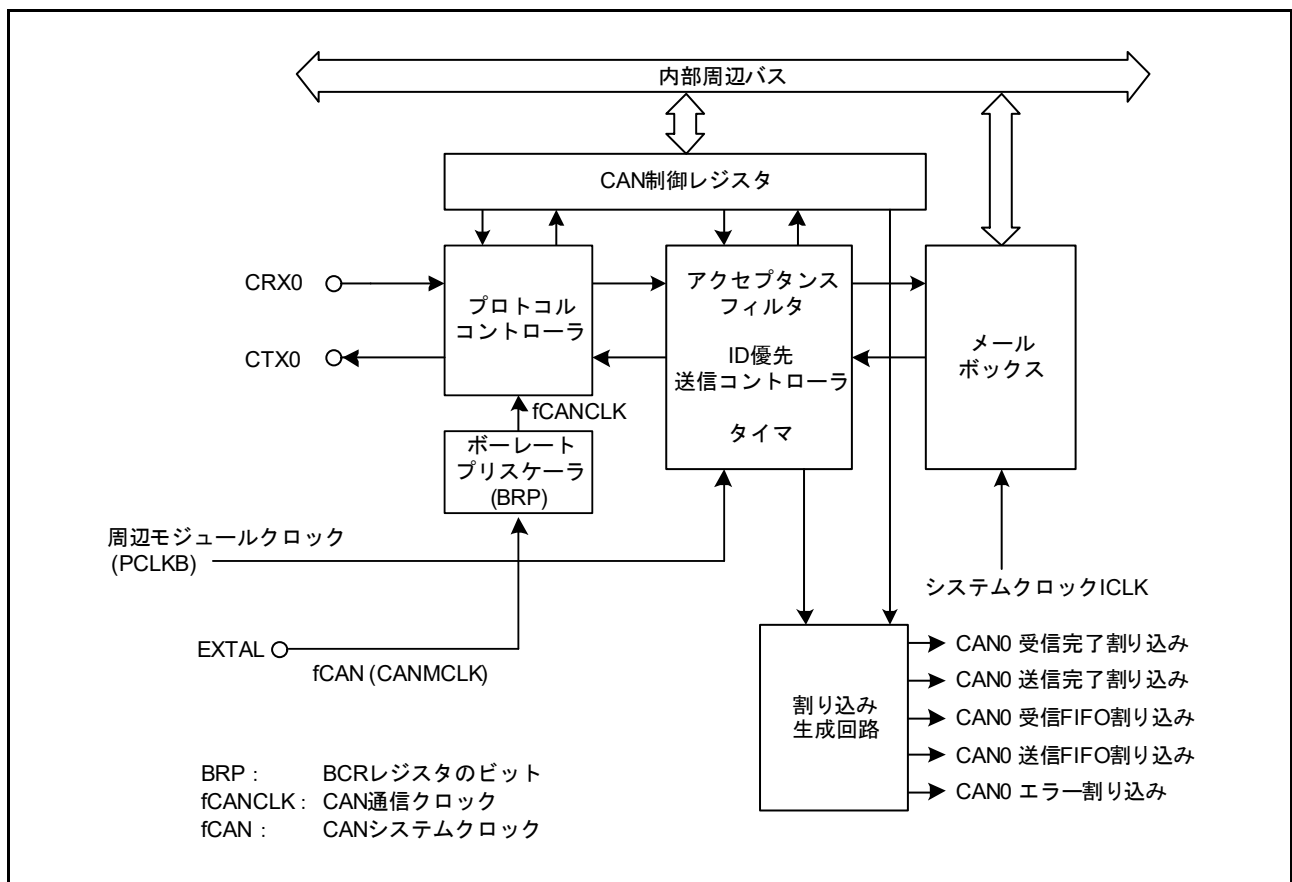 内部周辺バス
CAN制御レジスタ
CRX0
CTX0
プロトコル
コントローラ
アクセプタンス
フィルタ
ID優先
送信コントローラ
タイマ
メール
ボックス
fCANCLK
ボーレート
プリスケーラ
(BRP)
周辺モジュールクロック
(PCLKB)
システムクロックICLK
EXTAL
fCAN (CANMCLK)
割り込み
生成回路
CAN0 受信完了割り込み
CAN0 送信完了割り込み
CAN0 受信FIFO割り込み
CAN0 送信FIFO割り込み
CAN0 エラー割り込み
BRP : BCRレジスタのビット
fCANCLK : CAN通信クロック
fCAN : CANシステムクロック